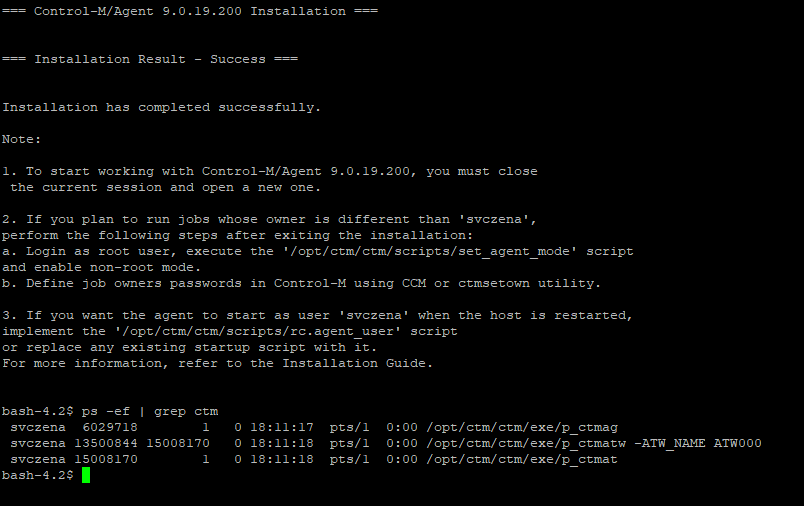 === Control-M/Agent 9.0.19.200 Installation ===
=== Installation Result - Success ===
Installation has completed successfully.
Note:
1. To start working with Control-M/Agent 9.0.19.200, you must close
the current session and open a new one.
2. If you plan to run jobs whose owner is different than 'svczena',
perform the following steps after exiting the installation:
a. Login as root user, execute the '/opt/ctm/ctm/scripts/set_agent_mode' script
and enable non-root mode.
b. Define job owners passwords in Control-M using CCM or ctmsetown utility.
3. If you want the agent to start as user 'svczena' when the host is restarted,
implement the '/opt/ctm/ctm/scripts/rc.agent_user' script
or replace any existing startup script with it.
For more information, refer to the Installation Guide.
bash-4.2$ ps -ef | grep ctm
svczena  6029718        1   0 18:11:17  pts/1  0:00 /opt/ctm/ctm/exe/p_ctmag
svczena 13500844 15008170   0 18:11:18  pts/1  0:00 /opt/ctm/ctm/exe/p_ctmatw -ATW_NAME ATW000
svczena 15008170        1   0 18:11:18  pts/1  0:00 /opt/ctm/ctm/exe/p_ctmat
bash-4.2$